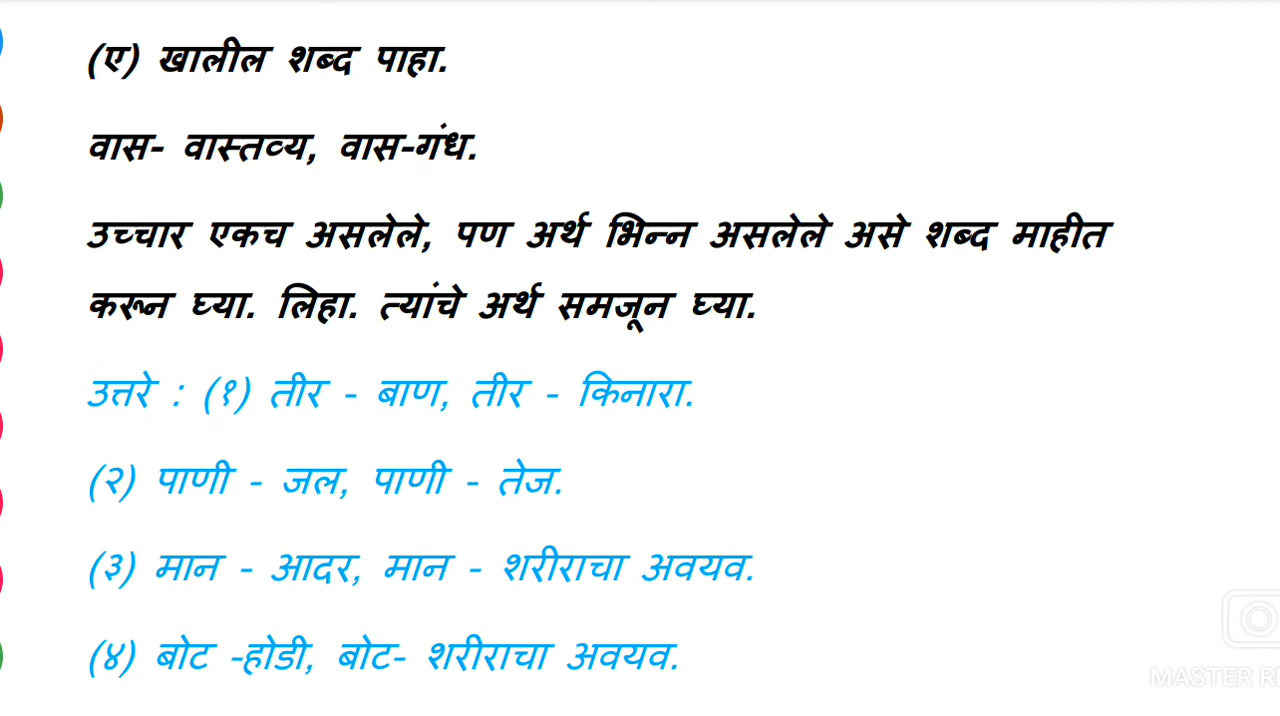 (ए) खालील शब्द पाहा.
वास- वास्तव्य, वास-गंध.
उच्चार एकच असलेले, पण अर्थ भिन्न असलेले असे शब्द माहीत
करून घ्या. लिहा. त्यांचे अर्थ समजून घ्या.
उत्तरे : (१) तीर - बाण, तीर - किनारा.
(२) पाणी - जल, पाणी - तेज.
(३) मान - आदर, मान - शरीराचा अवयव.
(४) बोट -होडी, बोट- शरीराचा अवयव.
MASTER